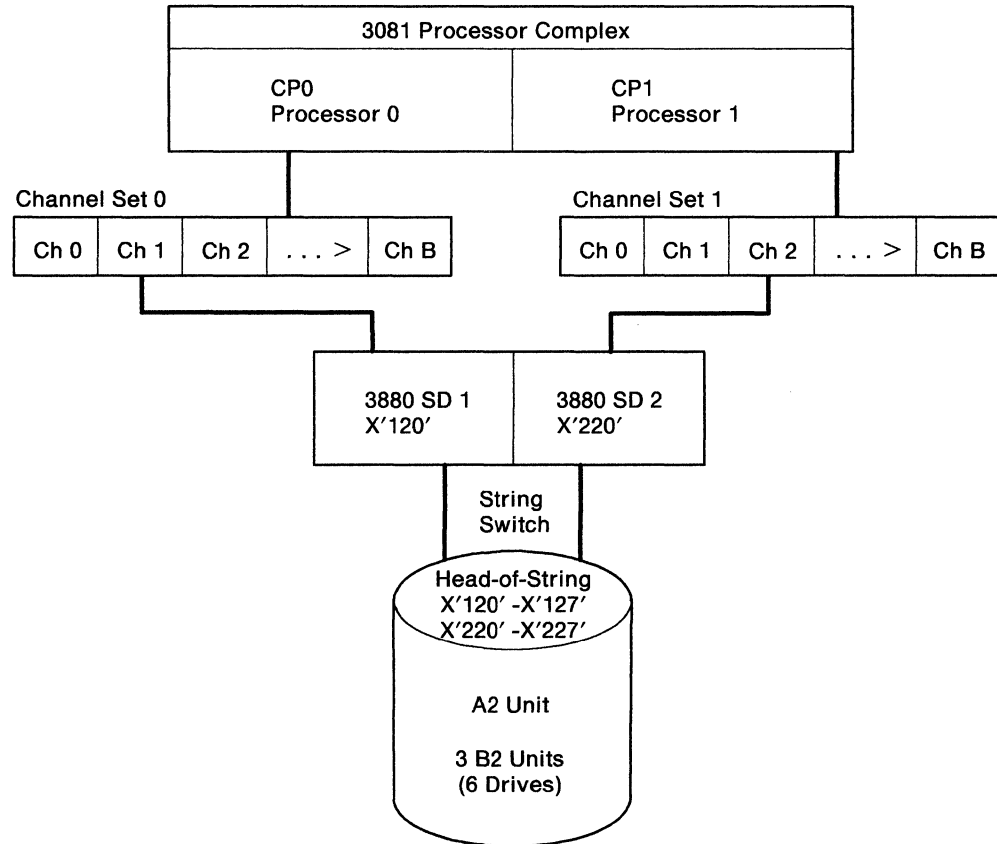 3081 Processor Complex
CP0
Processor 0
CP1
Processor 1
Channel Set 0
Channel Set 1
Ch 0 Ch 1 Ch 2 . . . > Ch B
Ch 0 Ch 1 Ch 2 . . . > Ch B
3880 SD 1
X′120′
3880 SD 2
X′220′
String
Switch
Head-of-String
X′120′ -X′127′
X′220′ -X′227′
A2 Unit
3 B2 Units
(6 Drives)